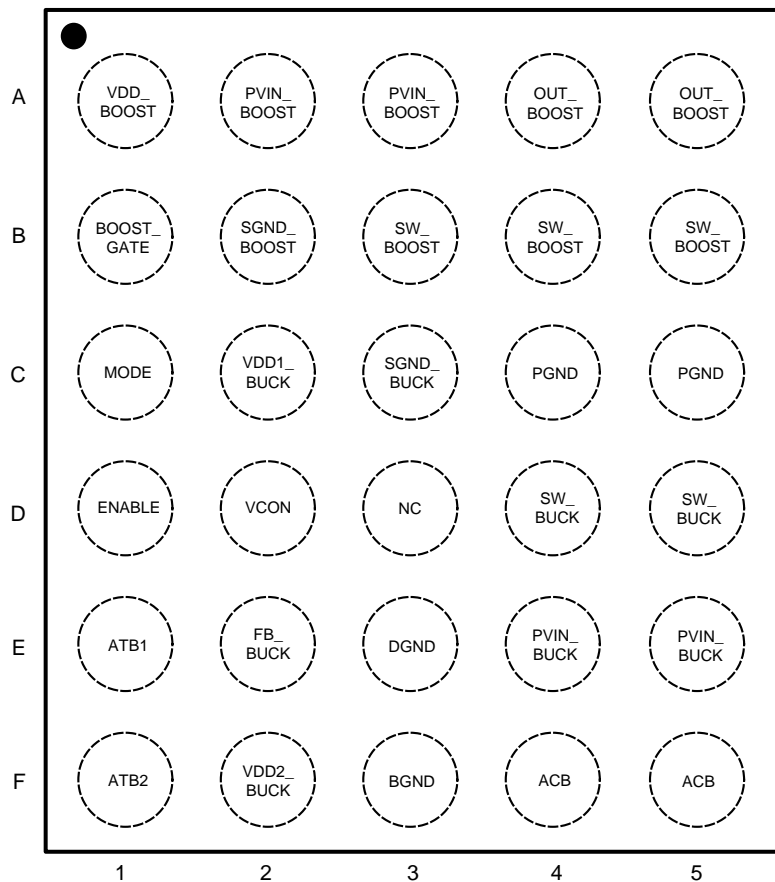 A
VDD_
BOOST
PVIN_
BOOST
PVIN_
BOOST
OUT_
BOOST
OUT_
BOOST
B
BOOST_
GATE
SGND_
BOOST
SW_
BOOST
SW_
BOOST
SW_
BOOST
C
MODE
VDD1_
BUCK
SGND_
BUCK
PGND
PGND
D
ENABLE
VCON
NC
SW_
BUCK
SW_
BUCK
E
ATB1
FB_
BUCK
DGND
PVIN_
BUCK
PVIN_
BUCK
F
ATB2
VDD2_
BUCK
BGND
ACB
ACB
1
2
3
4
5